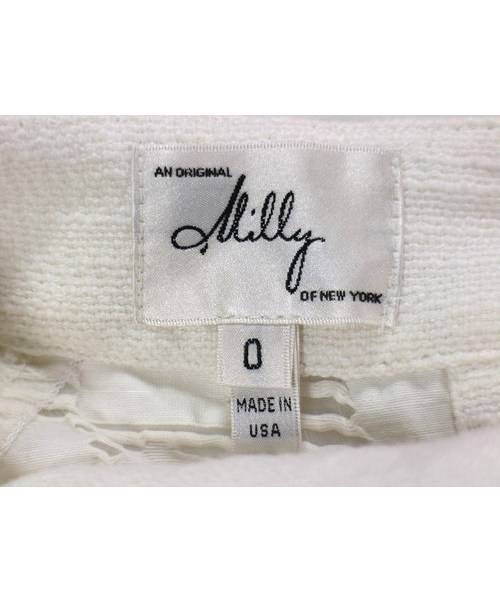 AN ORIGINAL
Milly
OF NEW YORK
0
MADE IN
USA